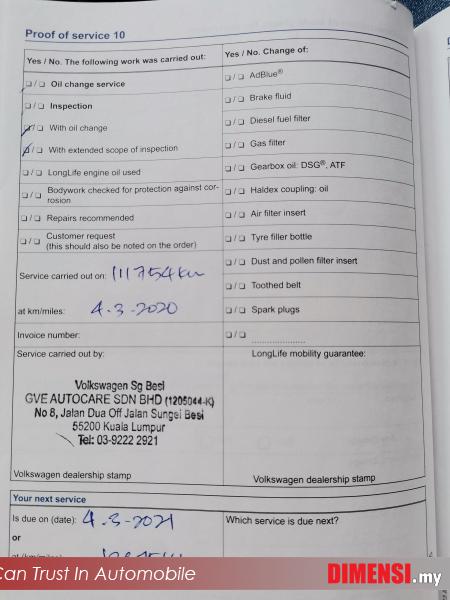 Proof of service 10
Yes / No. The following work was carried out:
☐ / ☐ Oil change service
☐ / ☐ Inspection
☐ / ☐ With oil change
☐ / ☐ With extended scope of inspection
☐ / ☐ LongLife engine oil used
☐ / ☐ Bodywork checked for protection against cor-
rosion
☐ / ☐ Repairs recommended
☐ / ☐ Customer request
(this should also be noted on the order)
Service carried out on: 111754km
at km/miles: 4-3-2020
Invoice number:
Service carried out by:
Volkswagen Sg Besi
GVE AUTOCARE SDN BHD (1205044-K)
No 8, Jalan Dua Off Jalan Sungei Besi
55200 Kuala Lumpur
Tel: 03-9222 2921
Volkswagen dealership stamp
Yes / No. Change of:
☐ / ☐ AdBlue®
☐ / ☐ Brake fluid
☐ / ☐ Diesel fuel filter
☐ / ☐ Gas filter
☐ / ☐ Gearbox oil: DSG®, ATF
☐ / ☐ Haldex coupling: oil
☐ / ☐ Air filter insert
☐ / ☐ Tyre filler bottle
☐ / ☐ Dust and pollen filter insert
☐ / ☐ Toothed belt
☐ / ☐ Spark plugs
☐ / ☐ ....................
LongLife mobility guarantee:
Volkswagen dealership stamp
Your next service
Is due on (date): 4-3-2021
or
Which service is due next?
Can Trust In Automobile
DIMENSI.my